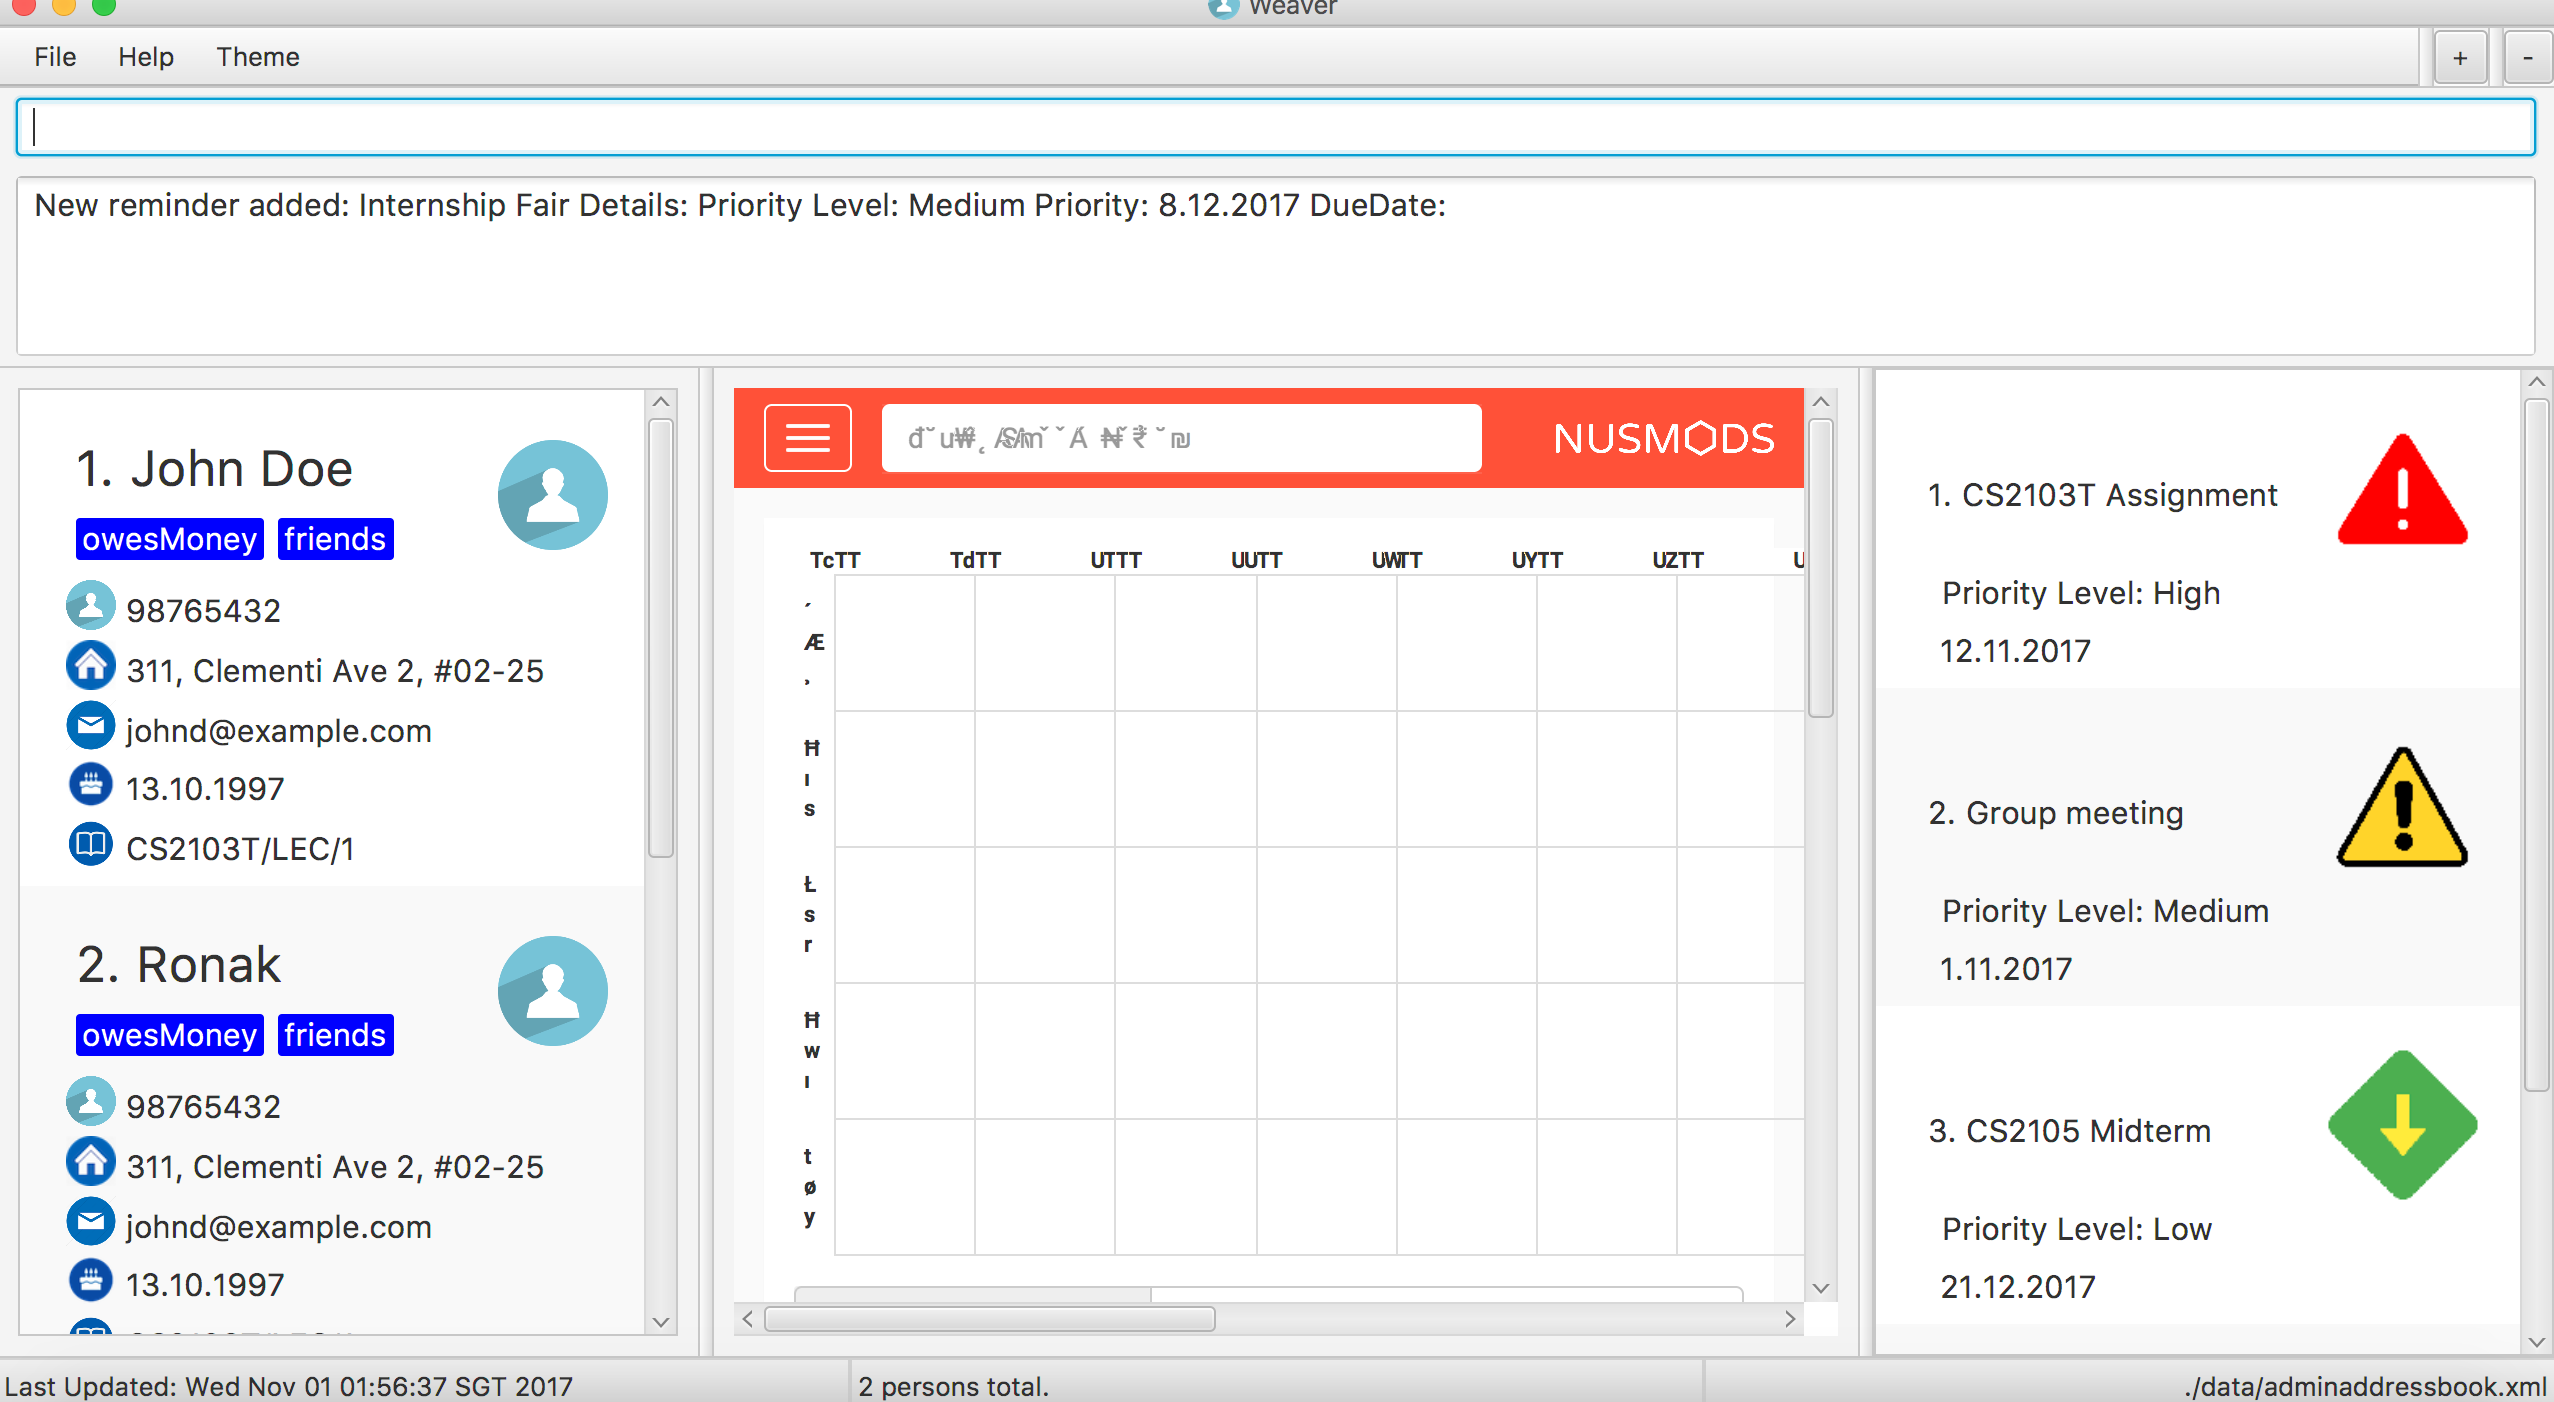 Weaver
File Help Theme + -
New reminder added: Internship Fair Details: Priority Level: Medium Priority: 8.12.2017 DueDate:
1. John Doe
owesMoney friends
98765432
311, Clementi Ave 2, #02-25
johnd@example.com
13.10.1997
CS2103T/LEC/1
2. Ronak
owesMoney friends
98765432
311, Clementi Ave 2, #02-25
johnd@example.com
13.10.1997
NUSMODS
TcTT TdTT UTTT UUTT UWTT UYTT UZTT
Æ
Ħ
ı
s
Ł
s
r
Ħ
w
ı
t
ø
y
1. CS2103T Assignment
Priority Level: High
12.11.2017
2. Group meeting
Priority Level: Medium
1.11.2017
3. CS2105 Midterm
Priority Level: Low
21.12.2017
Last Updated: Wed Nov 01 01:56:37 SGT 2017
2 persons total.
./data/adminaddressbook.xml